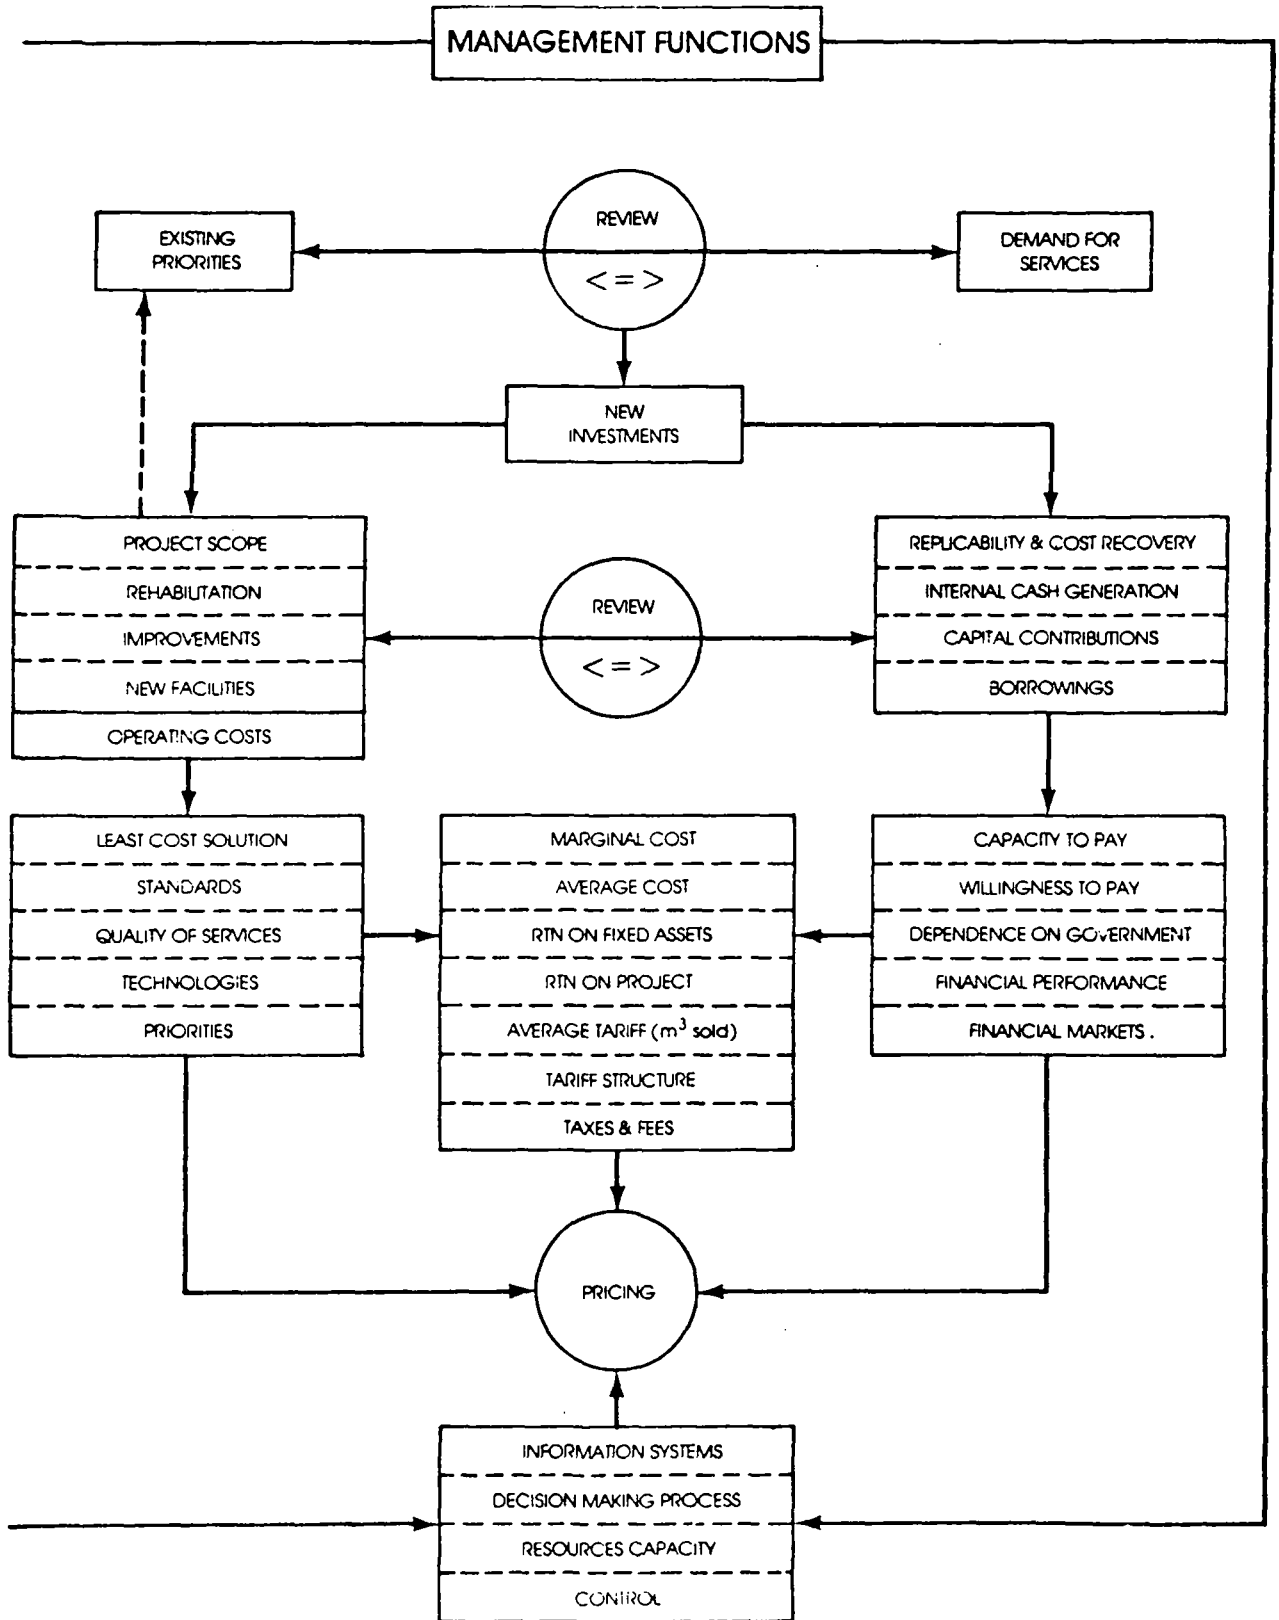 MANAGEMENT FUNCTIONS
REVIEW
< = >
EXISTING
PRIORITIES
DEMAND FOR
SERVICES
NEW
INVESTMENTS
PROJECT SCOPE
REHABILITATION
IMPROVEMENTS
NEW FACILITIES
OPERATING COSTS
REVIEW
< = >
REPLICABILITY & COST RECOVERY
INTERNAL CASH GENERATION
CAPITAL CONTRIBUTIONS
BORROWINGS
LEAST COST SOLUTION
STANDARDS
QUALITY OF SERVICES
TECHNOLOGIES
PRIORITIES
MARGINAL COST
AVERAGE COST
RTN ON FIXED ASSETS
RTN ON PROJECT
AVERAGE TARIFF (m³ sold)
TARIFF STRUCTURE
TAXES & FEES
CAPACITY TO PAY
WILLINGNESS TO PAY
DEPENDENCE ON GOVERNMENT
FINANCIAL PERFORMANCE
FINANCIAL MARKETS .
PRICING
INFORMATION SYSTEMS
DECISION MAKING PROCESS
RESOURCES CAPACITY
CONTROL